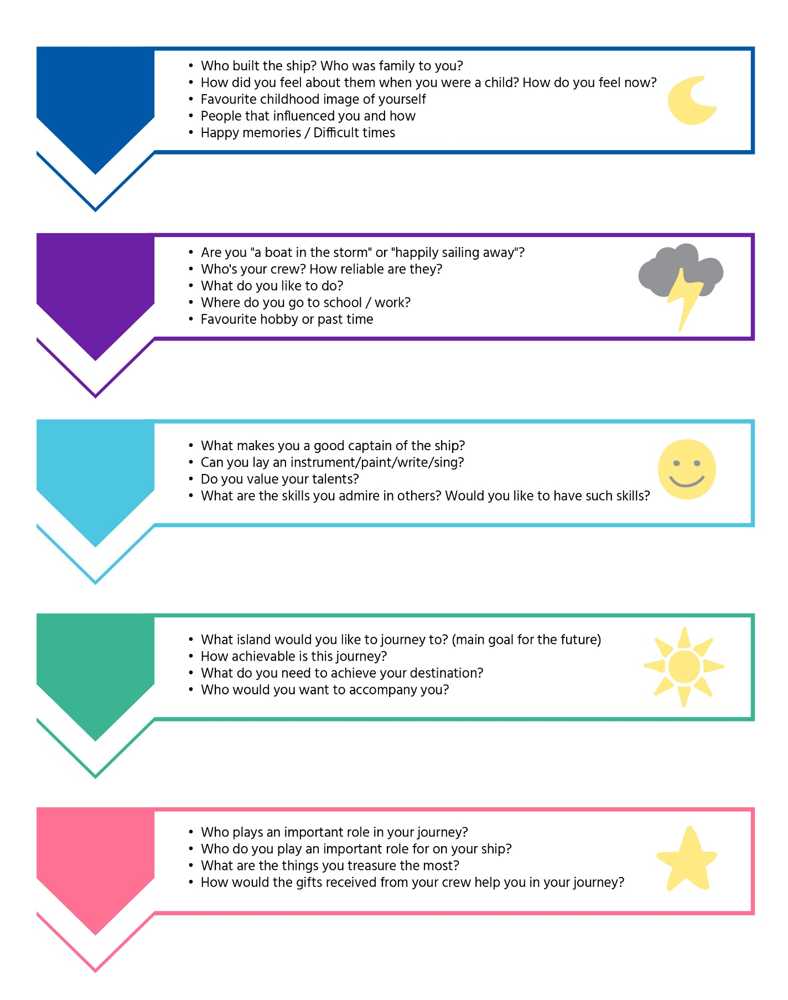 • Who built the ship? Who was family to you?
• How did you feel about them when you were a child? How do you feel now?
• Favourite childhood image of yourself
• People that influenced you and how
• Happy memories / Difficult times
• Are you "a boat in the storm" or "happily sailing away"?
• Who's your crew? How reliable are they?
• What do you like to do?
• Where do you go to school / work?
• Favourite hobby or past time
• What makes you a good captain of the ship?
• Can you lay an instrument/paint/write/sing?
• Do you value your talents?
• What are the skills you admire in others? Would you like to have such skills?
• What island would you like to journey to? (main goal for the future)
• How achievable is this journey?
• What do you need to achieve your destination?
• Who would you want to accompany you?
• Who plays an important role in your journey?
• Who do you play an important role for on your ship?
• What are the things you treasure the most?
• How would the gifts received from your crew help you in your journey?